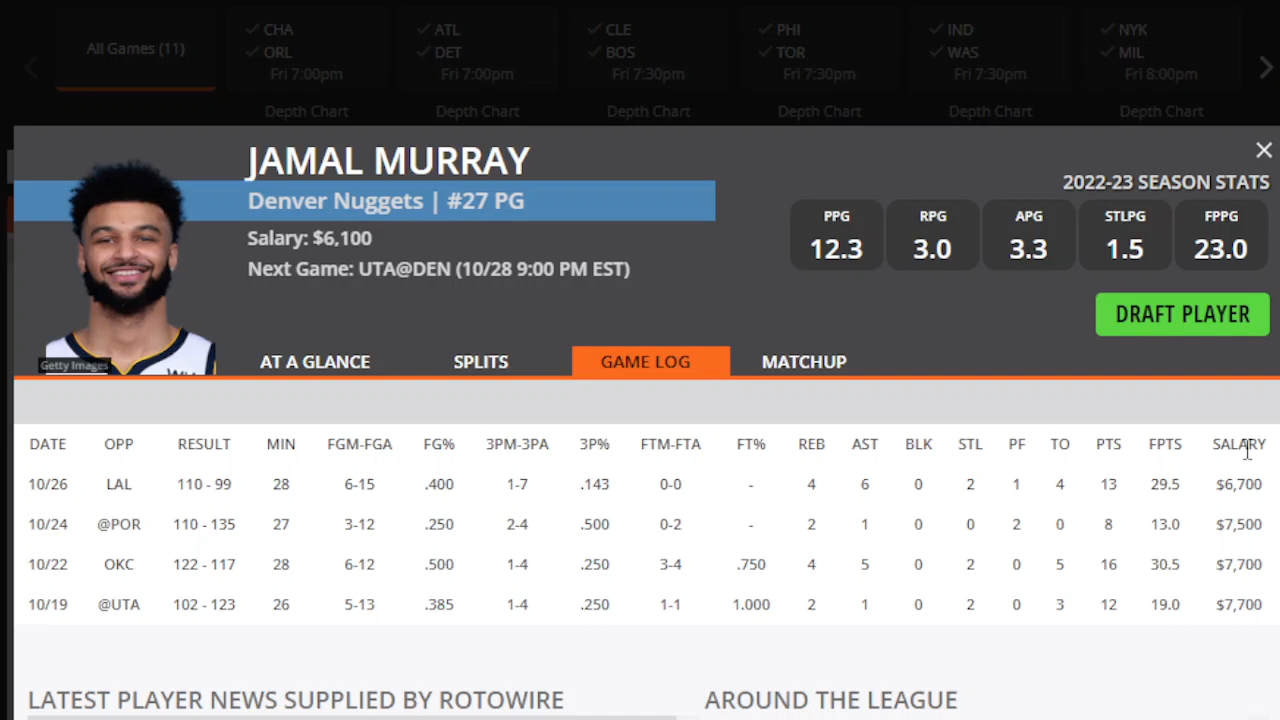 All Games (11)
CHA
ORL
Fri 7:00pm
Depth Chart
ATL
DET
Fri 7:00pm
Depth Chart
CLE
BOS
Fri 7:30pm
Depth Chart
PHI
TOR
Fri 7:30pm
Depth Chart
IND
WAS
Fri 7:30pm
Depth Chart
NYK
MIL
Fri 8:00pm
Depth Chart
JAMAL MURRAY
Denver Nuggets | #27 PG
Salary: $6,100
Next Game: UTA@DEN (10/28 9:00 PM EST)
2022-23 SEASON STATS
PPG RPG APG STLPG FPPG
12.3 3.0 3.3 1.5 23.0
DRAFT PLAYER
Getty Images
AT A GLANCE SPLITS GAME LOG MATCHUP
DATE OPP RESULT MIN FGM-FGA FG% 3PM-3PA 3P% FTM-FTA FT% REB AST BLK STL PF TO PTS FPTS SALARY
10/26 LAL 110 - 99 28 6-15 .400 1-7 .143 0-0 - 4 6 0 2 1 4 13 29.5 $6,700
10/24 @POR 110 - 135 27 3-12 .250 2-4 .500 0-2 - 2 1 0 0 2 0 8 13.0 $7,500
10/22 OKC 122 - 117 28 6-12 .500 1-4 .250 3-4 .750 4 5 0 2 0 5 16 30.5 $7,700
10/19 @UTA 102 - 123 26 5-13 .385 1-4 .250 1-1 1.000 2 1 0 2 0 3 12 19.0 $7,700
LATEST PLAYER NEWS SUPPLIED BY ROTOWIRE
AROUND THE LEAGUE